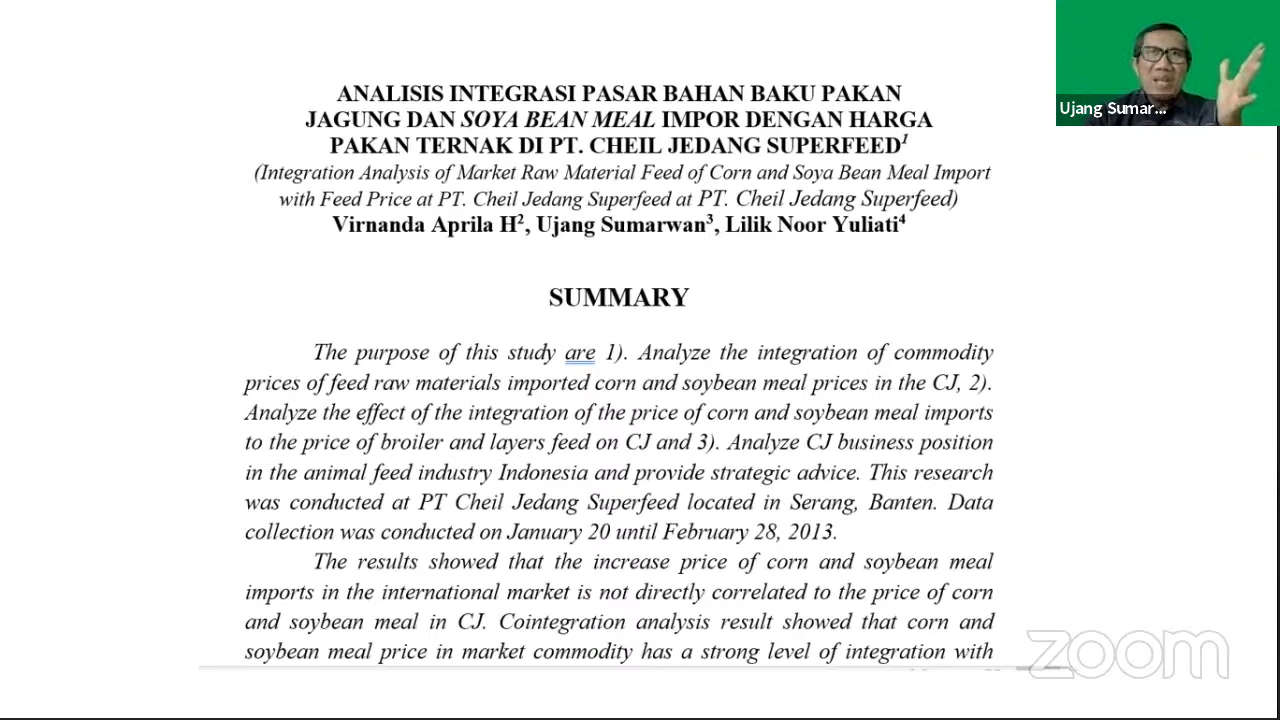 ANALISIS INTEGRASI PASAR BAHAN BAKU PAKAN
JAGUNG DAN SOYA BEAN MEAL IMPOR DENGAN HARGA
PAKAN TERNAK DI PT. CHEIL JEDANG SUPERFEED¹
(Integration Analysis of Market Raw Material Feed of Corn and Soya Bean Meal Import
with Feed Price at PT. Cheil Jedang Superfeed at PT. Cheil Jedang Superfeed)
Virnanda Aprila H², Ujang Sumarwan³, Lilik Noor Yuliati⁴
Ujang Sumar...
SUMMARY
The purpose of this study are 1). Analyze the integration of commodity
prices of feed raw materials imported corn and soybean meal prices in the CJ, 2).
Analyze the effect of the integration of the price of corn and soybean meal imports
to the price of broiler and layers feed on CJ and 3). Analyze CJ business position
in the animal feed industry Indonesia and provide strategic advice. This research
was conducted at PT Cheil Jedang Superfeed located in Serang, Banten. Data
collection was conducted on January 20 until February 28, 2013.
The results showed that the increase price of corn and soybean meal
imports in the international market is not directly correlated to the price of corn
and soybean meal in CJ. Cointegration analysis result showed that corn and
soybean meal price in market commodity has a strong level of integration with
zoom